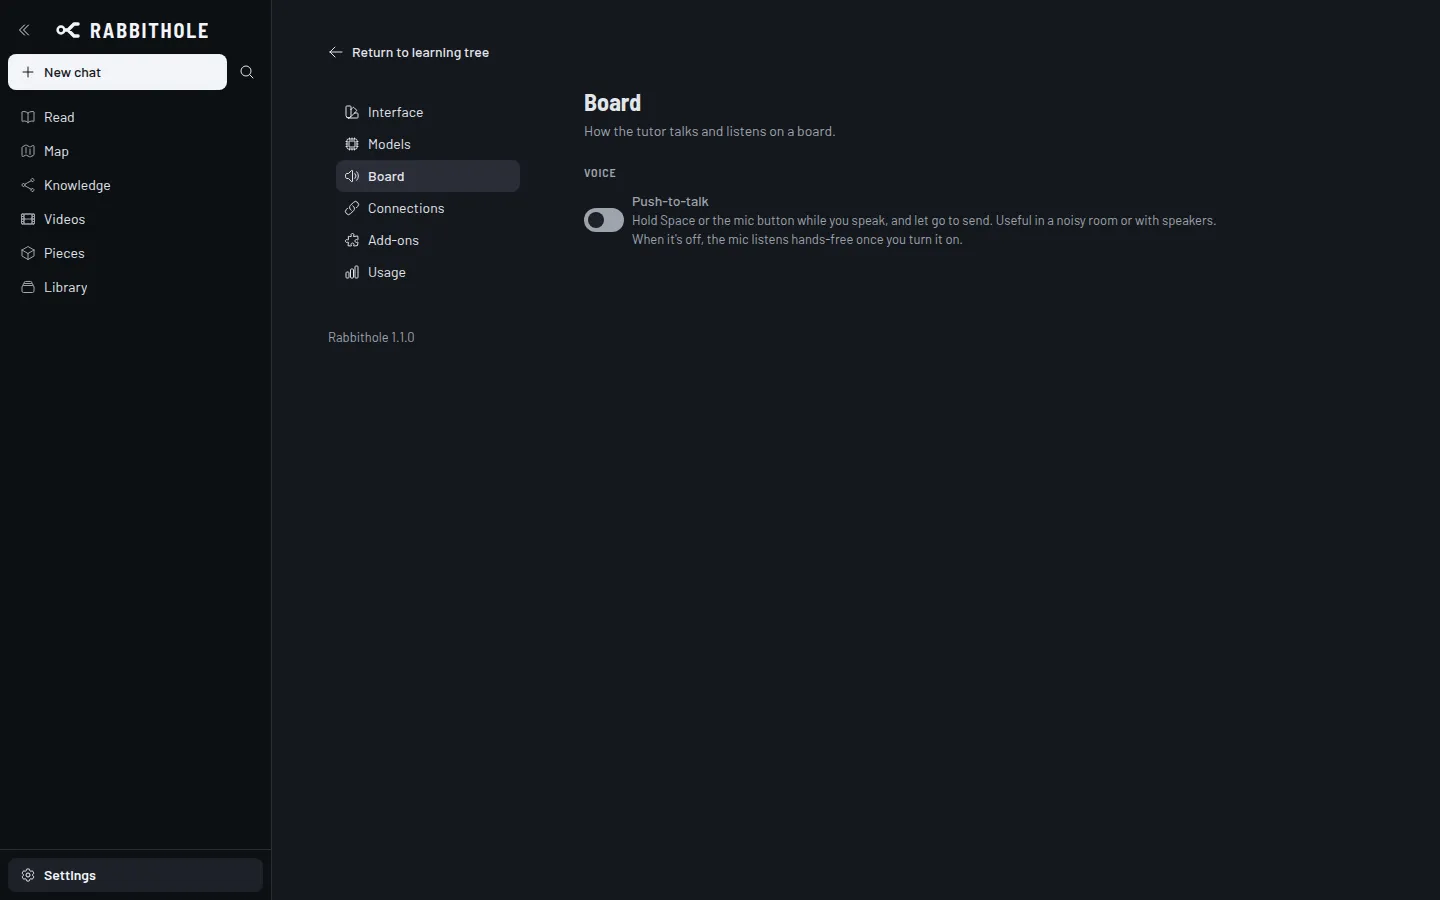 RABBITHOLE
New chat
Read
Map
Knowledge
Videos
Pieces
Library
Settings
Return to learning tree
Interface
Models
Board
Connections
Add-ons
Usage
Rabbithole 1.1.0
Board
How the tutor talks and listens on a board.
VOICE
Push-to-talk
Hold Space or the mic button while you speak, and let go to send. Useful in a noisy room or with speakers.
When it's off, the mic listens hands-free once you turn it on.